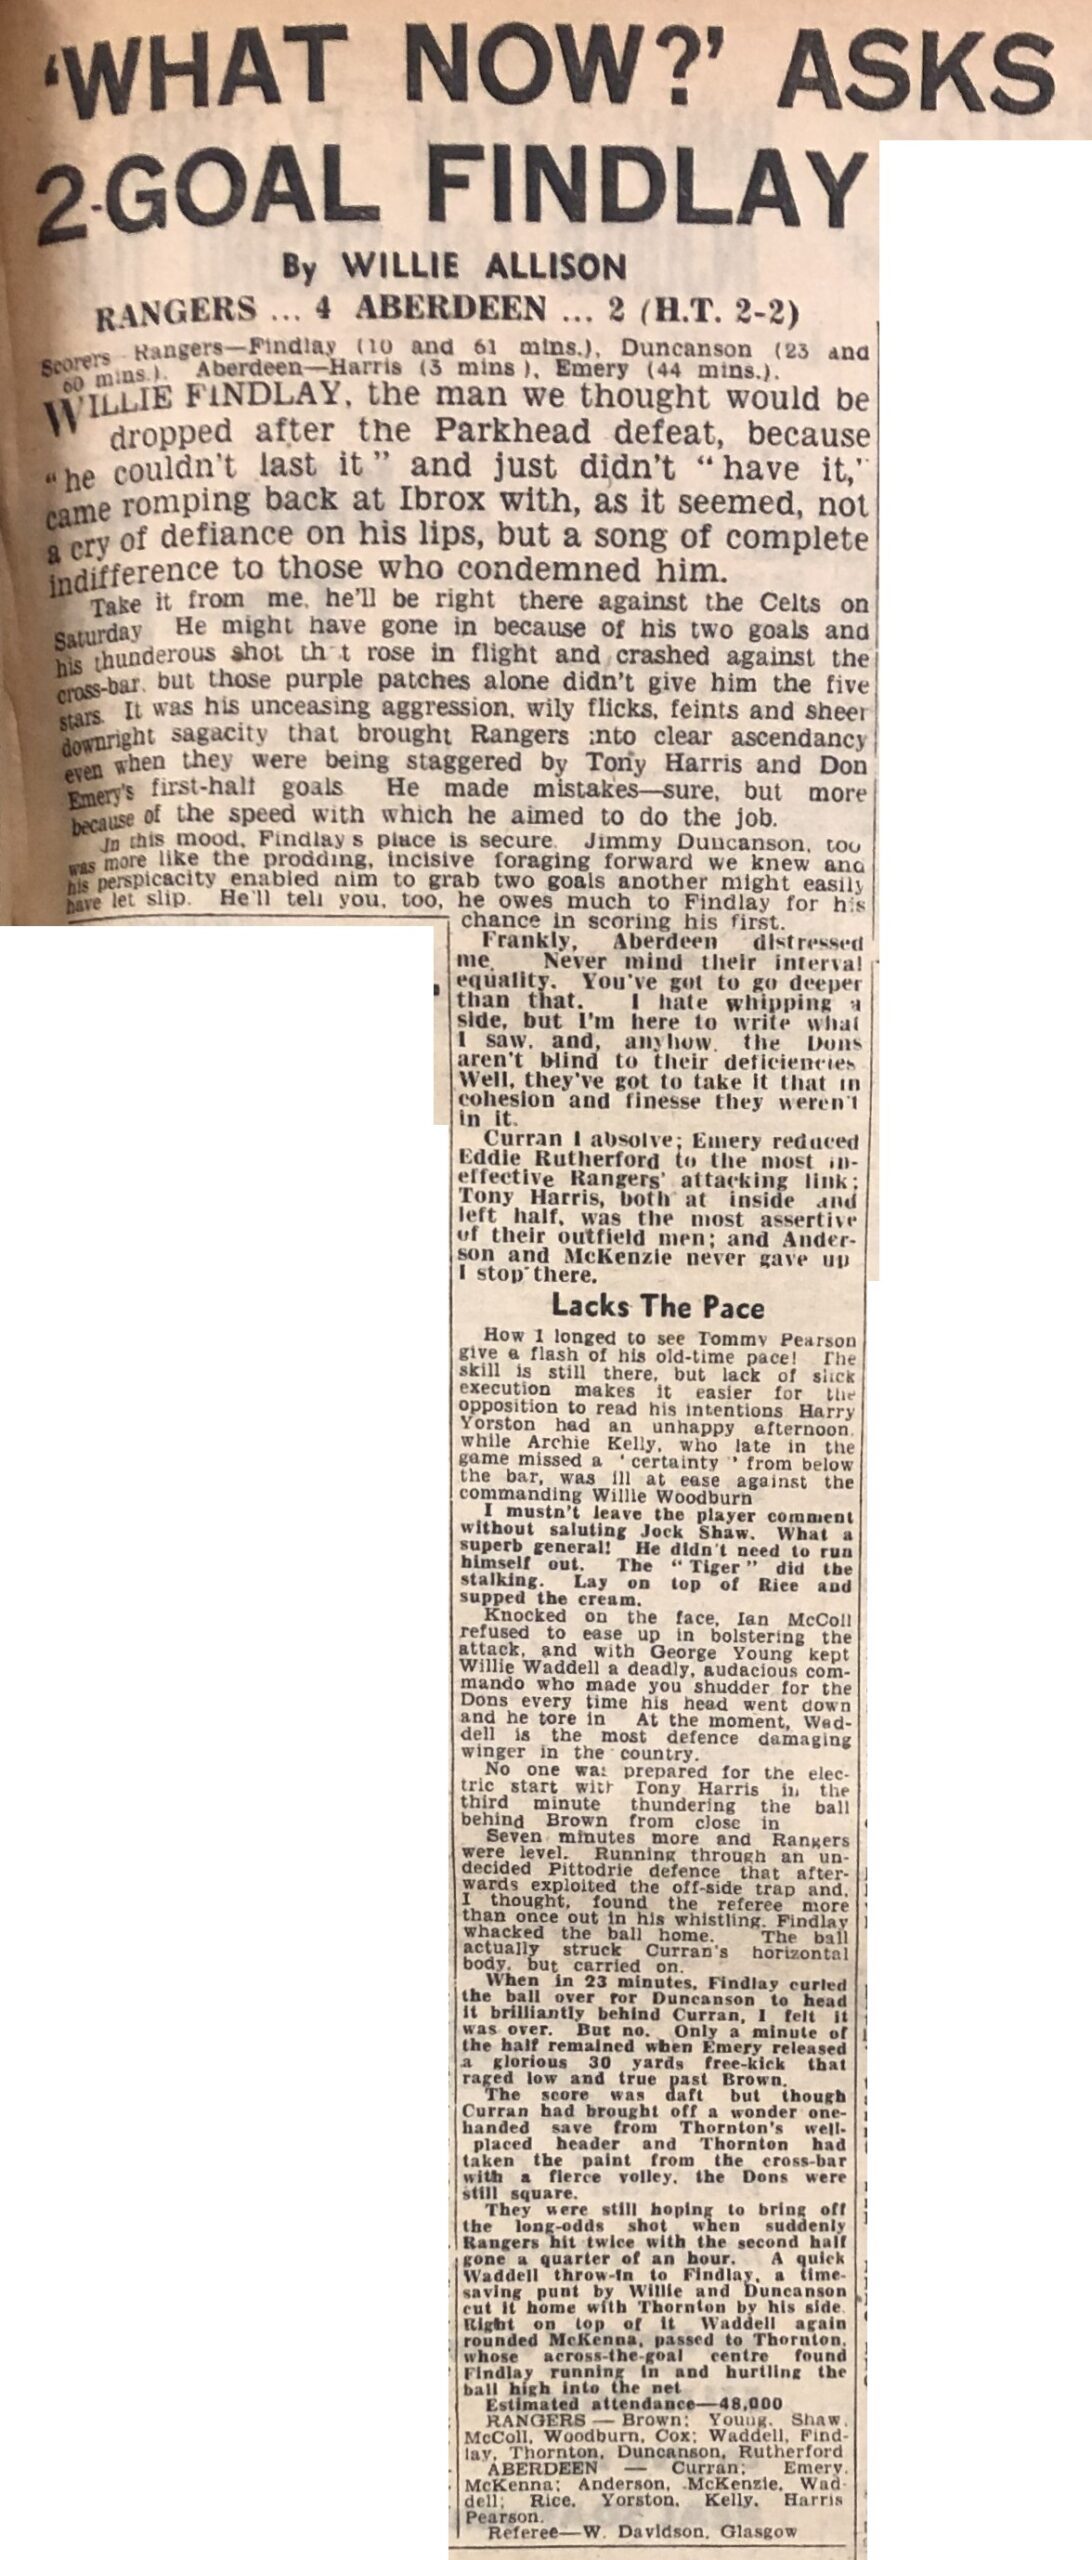 ‘WHAT NOW?’ ASKS
2-GOAL FINDLAY
By WILLIE ALLISON
RANGERS ... 4 ABERDEEN ... 2 (H.T. 2-2)
Scorers Rangers—Findlay (10 and 61 mins.), Duncanson (23 and
60 mins.). Aberdeen—Harris (3 mins ), Emery (44 mins.).
WILLIE FINDLAY, the man we thought would be
dropped after the Parkhead defeat, because
“he couldn't last it” and just didn't “have it,”
came romping back at Ibrox with, as it seemed, not
a cry of defiance on his lips, but a song of complete
indifference to those who condemned him.
Take it from me, he'll be right there against the Celts on
Saturday He might have gone in because of his two goals and
his thunderous shot th t rose in flight and crashed against the
cross-bar, but those purple patches alone didn't give him the five
stars. It was his unceasing aggression, wily flicks, feints and sheer
downright sagacity that brought Rangers into clear ascendancy
even when they were being staggered by Tony Harris and Don
Emery's first-half goals He made mistakes—sure, but more
because of the speed with which he aimed to do the job.
In this mood, Findlay s place is secure. Jimmy Duncanson, too
was more like the prodding, incisive foraging forward we knew and
his perspicacity enabled him to grab two goals another might easily
have let slip. He'll tell you, too, he owes much to Findlay for his
chance in scoring his first.
Frankly, Aberdeen distressed
me. Never mind their interval
equality. You've got to go deeper
than that. I hate whipping a
side, but I'm here to write what
I saw, and, anyhow, the Dons
aren't blind to their deficiencies
Well, they've got to take it that in
cohesion and finesse they weren't
in it.
Curran I absolve; Emery reduced
Eddie Rutherford to the most in-
effective Rangers' attacking link;
Tony Harris, both at inside and
left half, was the most assertive
of their outfield men; and Ander-
son and McKenzie never gave up
I stop there.
Lacks The Pace
How I longed to see Tommy Pearson
give a flash of his old-time pace! The
skill is still there, but lack of slick
execution makes it easier for the
opposition to read his intentions Harry
Yorston had an unhappy afternoon,
while Archie Kelly, who late in the
game missed a ‘certainty’ from below
the bar, was ill at ease against the
commanding Willie Woodburn
I mustn't leave the player comment
without saluting Jock Shaw. What a
superb general! He didn't need to run
himself out. The “Tiger” did the
stalking. Lay on top of Rice and
supped the cream.
Knocked on the face, Ian McColl
refused to ease up in bolstering the
attack, and with George Young kept
Willie Waddell a deadly, audacious com-
mando who made you shudder for the
Dons every time his head went down
and he tore in At the moment, Wad-
dell is the most defence damaging
winger in the country.
No one was prepared for the elec-
tric start with Tony Harris in the
third minute thundering the ball
behind Brown from close in
Seven minutes more and Rangers
were level. Running through an un-
decided Pittodrie defence that after-
wards exploited the off-side trap and,
I thought, found the referee more
than once out in his whistling. Findlay
whacked the ball home. The ball
actually struck Curran's horizontal
body, but carried on.
When in 23 minutes, Findlay curled
the ball over for Duncanson to head
it brilliantly behind Curran, I felt it
was over. But no. Only a minute of
the half remained when Emery released
a glorious 30 yards free-kick that
raged low and true past Brown.
The score was daft but though
Curran had brought off a wonder one-
handed save from Thornton's well-
placed header and Thornton had
taken the paint from the cross-bar
with a fierce volley, the Dons were
still square.
They were still hoping to bring off
the long-odds shot when suddenly
Rangers hit twice with the second half
gone a quarter of an hour. A quick
Waddell throw-in to Findlay, a time-
saving punt by Willie and Duncanson
cut it home with Thornton by his side.
Right on top of it Waddell again
rounded McKenna, passed to Thornton,
whose across-the-goal centre found
Findlay running in and hurtling the
ball high into the net
Estimated attendance—48,000
RANGERS — Brown; Young, Shaw,
McColl, Woodburn, Cox; Waddell, Find-
lay, Thornton, Duncanson, Rutherford
ABERDEEN — Curran; Emery,
McKenna; Anderson, McKenzie, Wad-
dell; Rice, Yorston, Kelly, Harris
Pearson.
Referee—W. Davidson, Glasgow